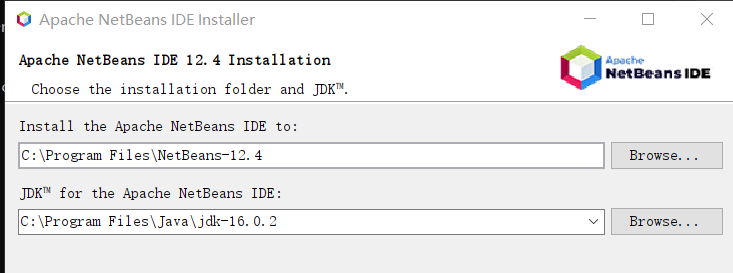 Apache NetBeans IDE Installer
Apache NetBeans IDE 12.4 Installation
Choose the installation folder and JDK™.
Apache
NetBeans IDE
Install the Apache NetBeans IDE to:
C:\Program Files\NetBeans-12.4
Browse...
JDK™ for the Apache NetBeans IDE:
C:\Program Files\Java\jdk-16.0.2
Browse...